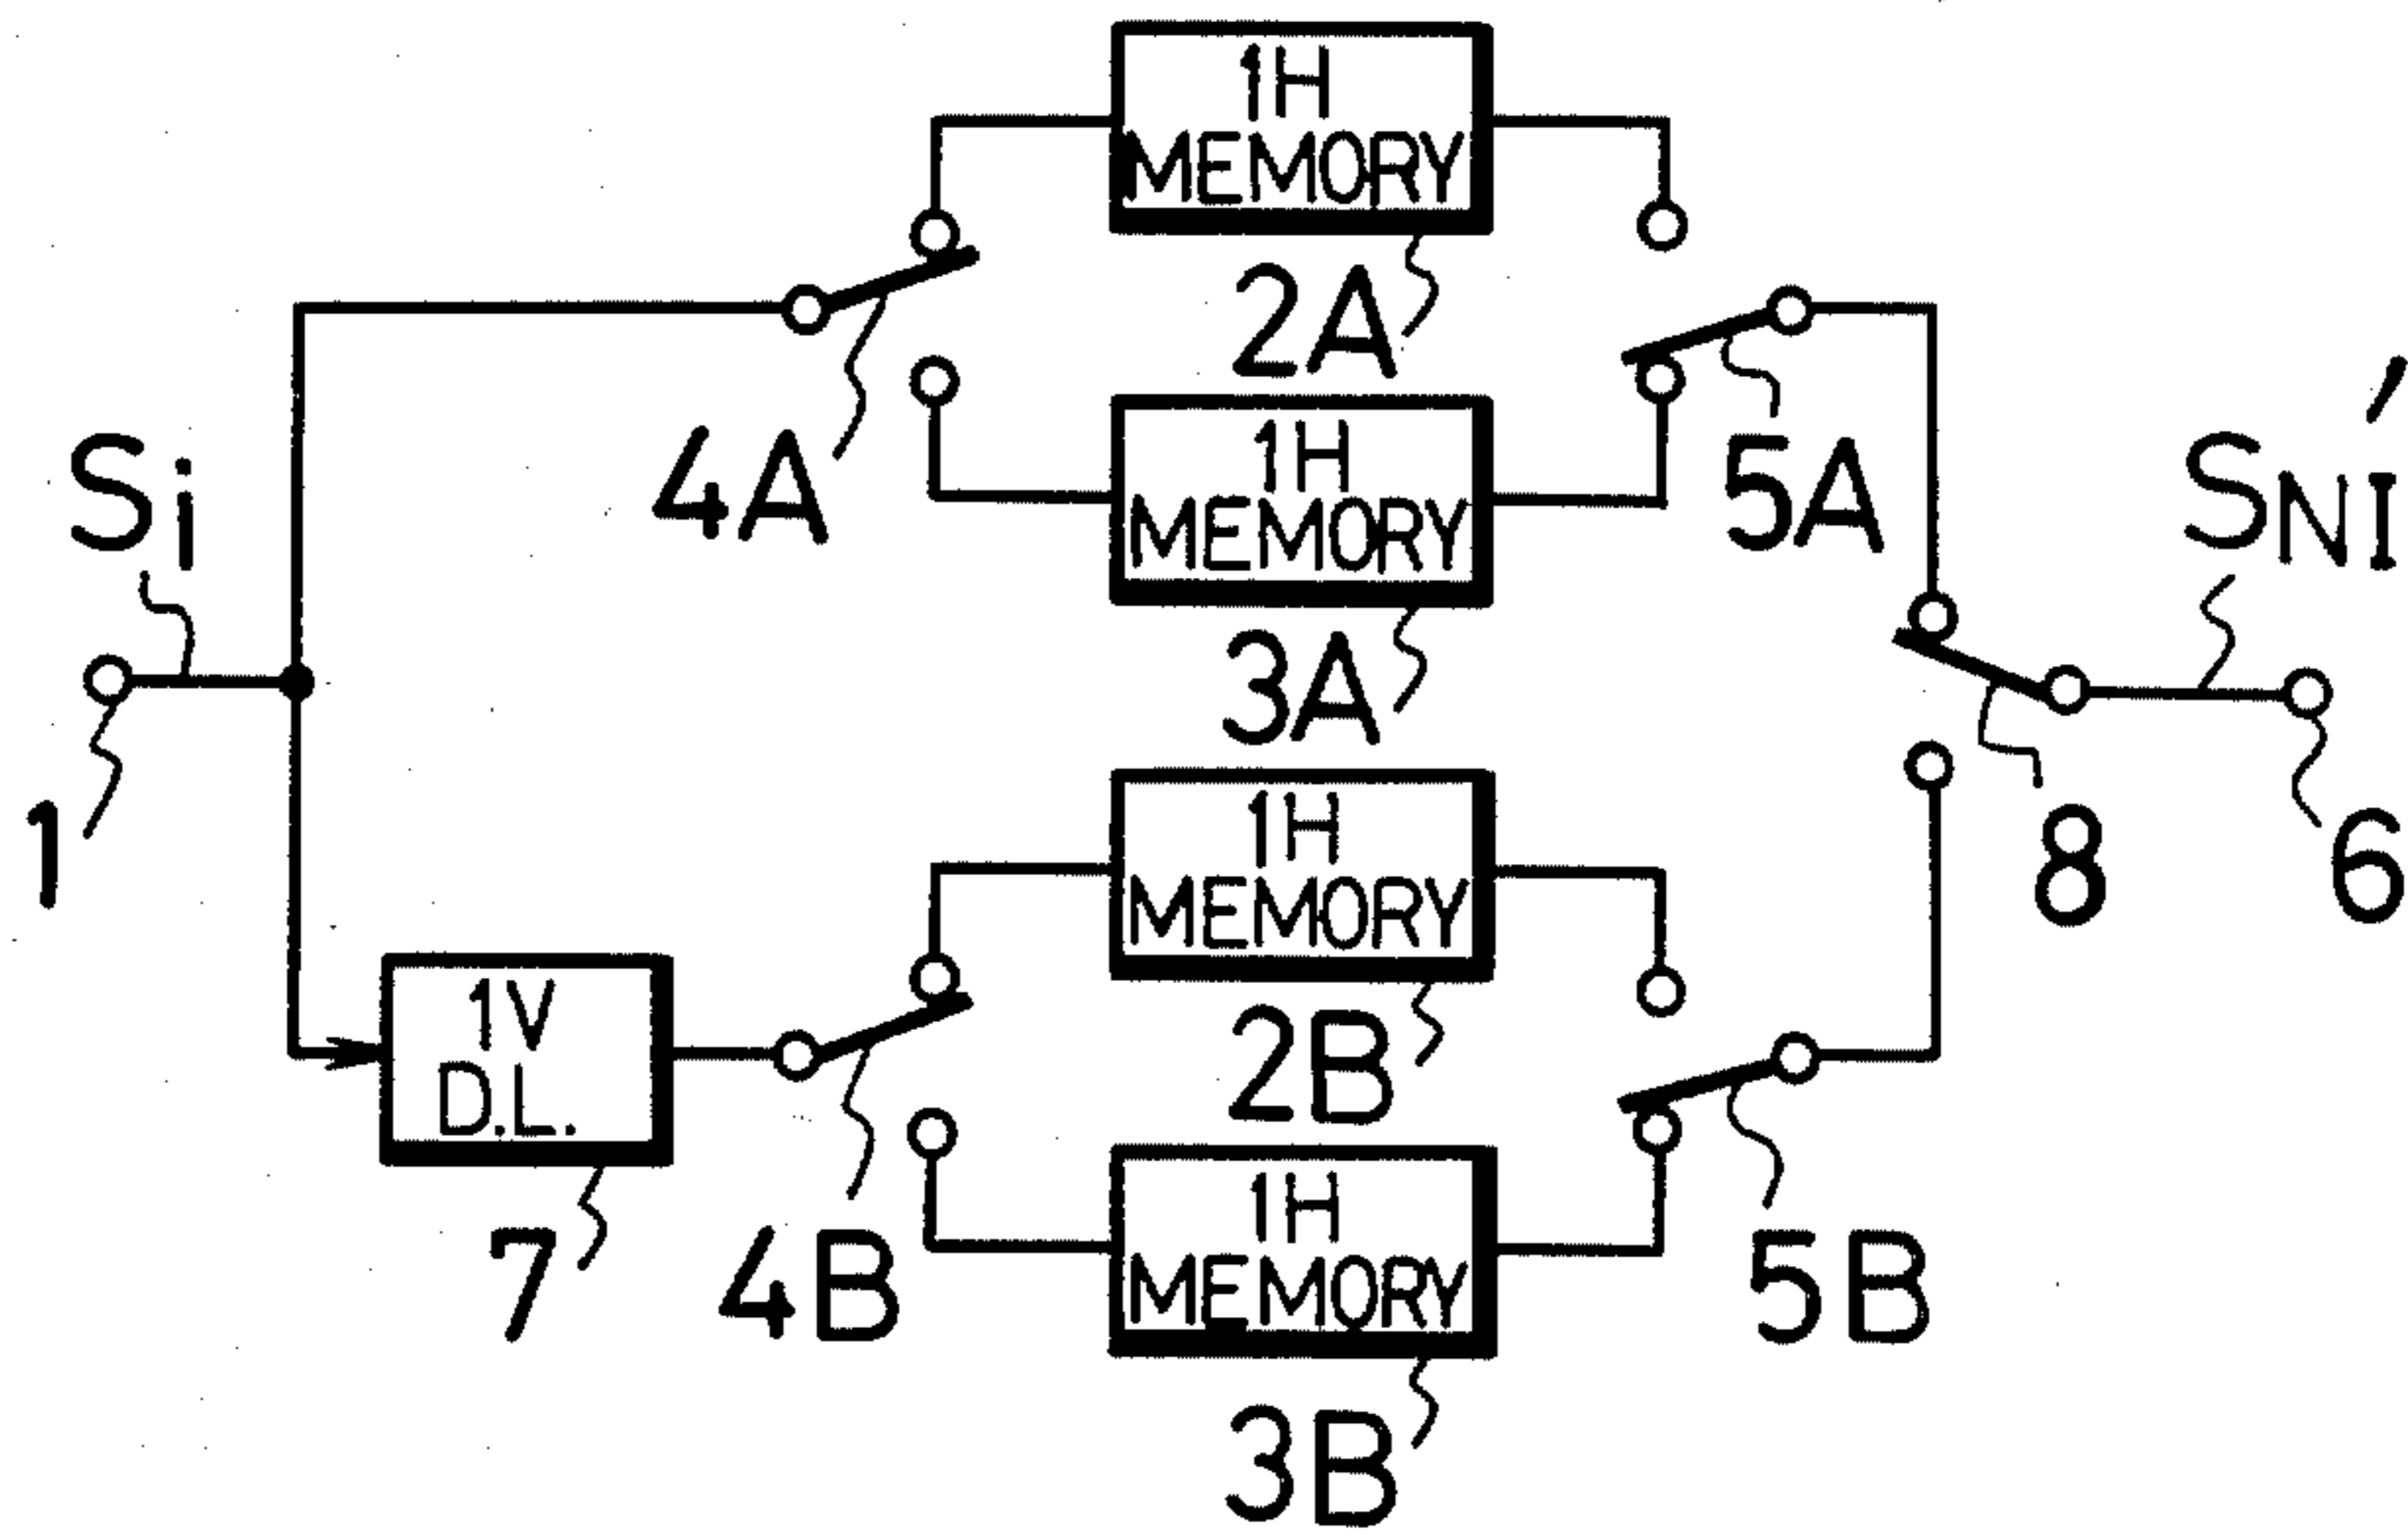 1H
MEMORY
2A
4A
1H
MEMORY
5A
Si
SNI'
3A
1
1H
MEMORY
8
6
1V
D.L.
2B
7
4B
1H
MEMORY
5B
3B